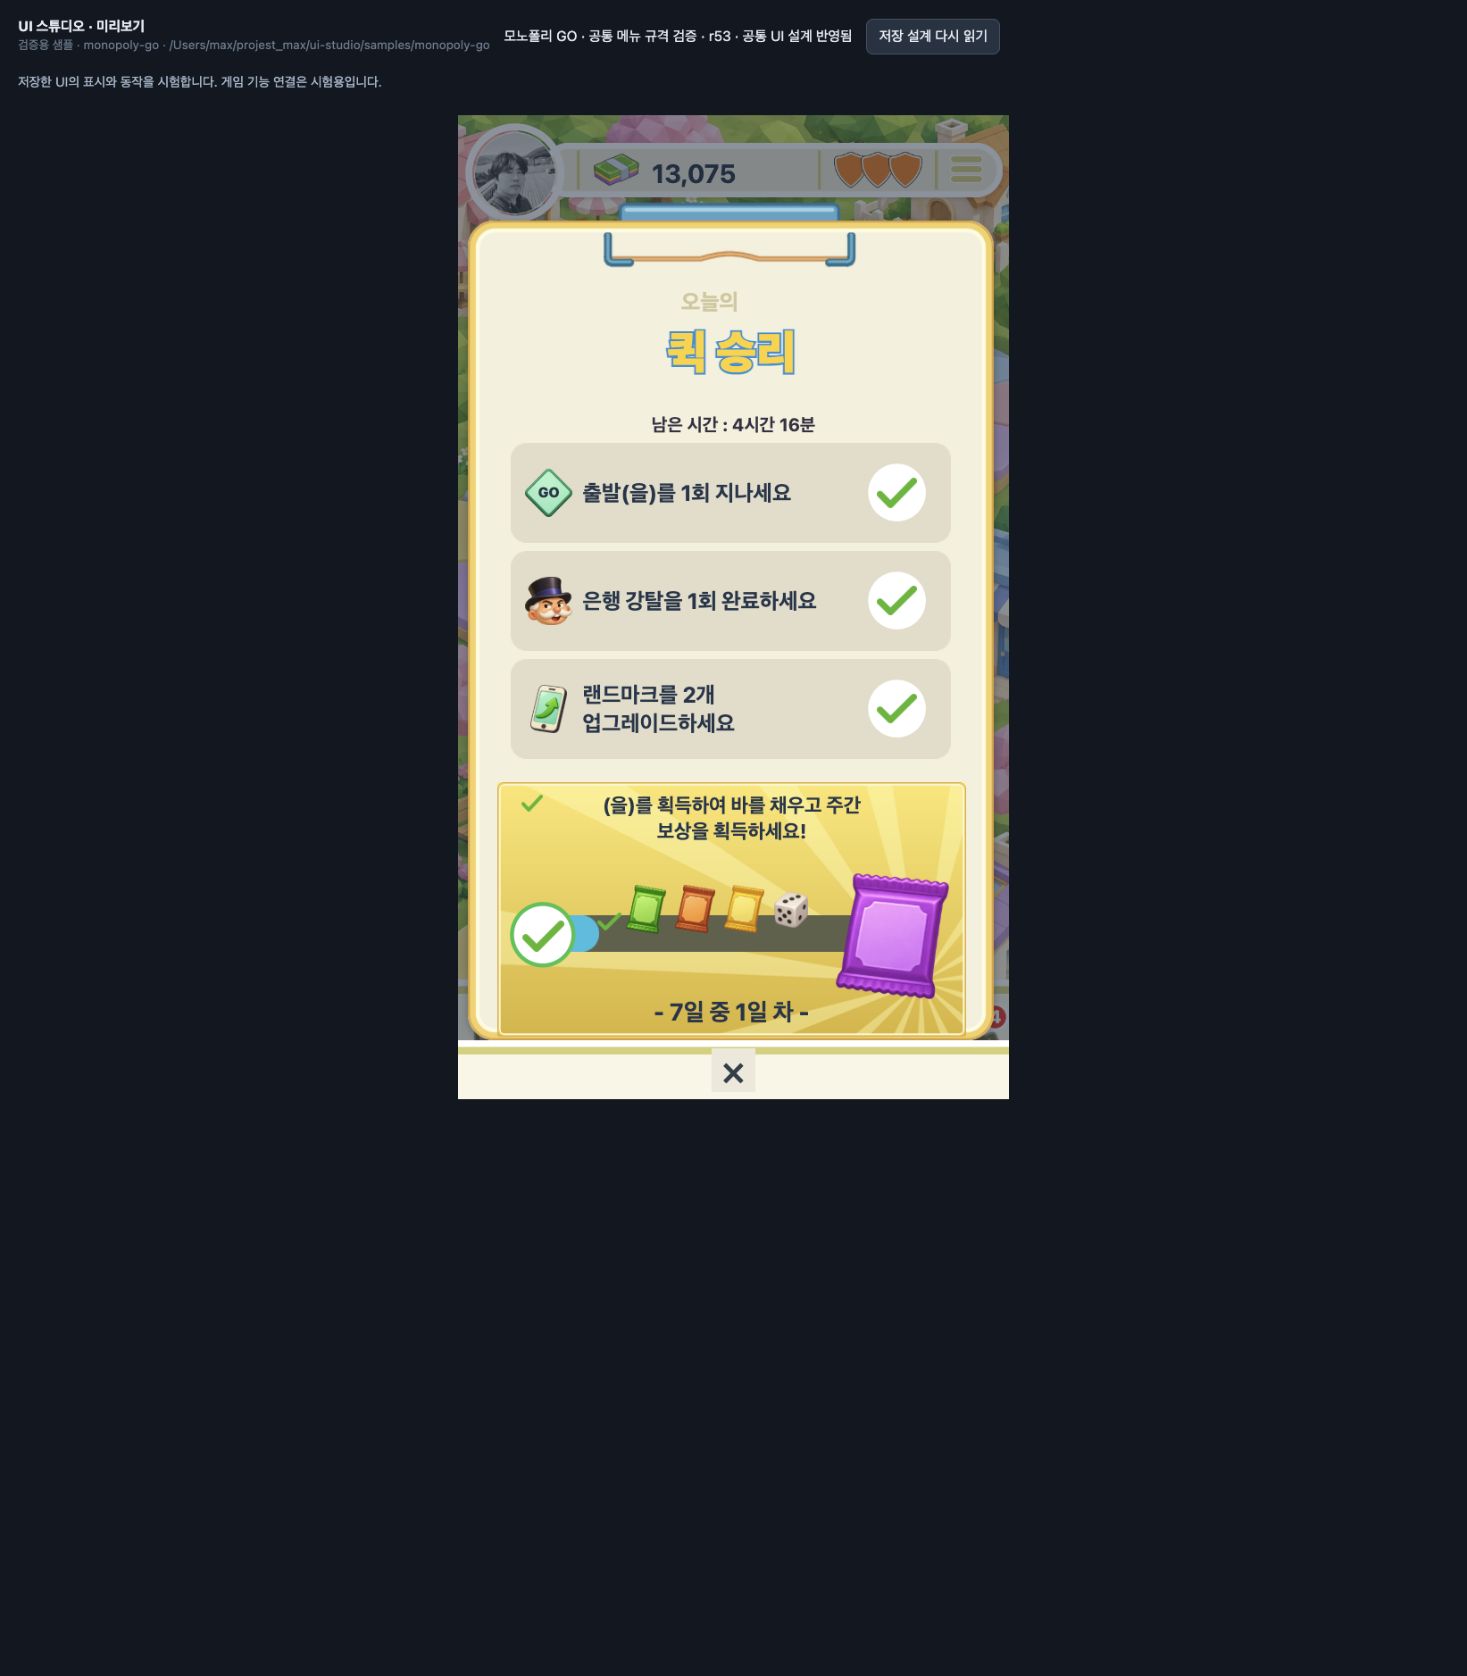 UI 스튜디오 · 미리보기
검증용 샘플 · monopoly-go · /Users/max/projest_max/ui-studio/samples/monopoly-go
모노폴리 GO · 공통 메뉴 규격 검증 · r53 · 공통 UI 설계 반영됨
저장 설계 다시 읽기
저장한 UI의 표시와 동작을 시험합니다. 게임 기능 연결은 시험용입니다.
13,075
오늘의
퀵 승리
남은 시간 : 4시간 16분
GO
출발(을)를 1회 지나세요
은행 강탈을 1회 완료하세요
랜드마크를 2개
업그레이드하세요
(을)를 획득하여 바를 채우고 주간
보상을 획득하세요!
- 7일 중 1일 차 -
4